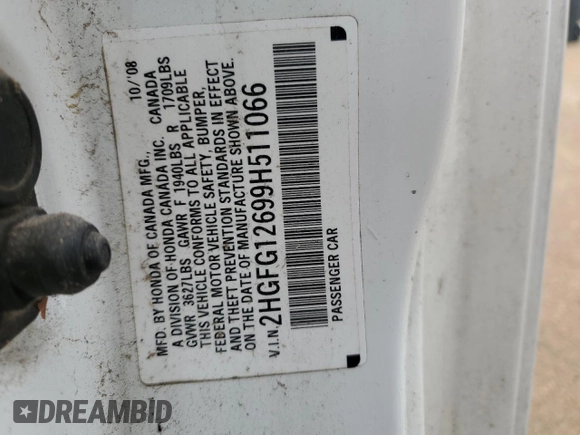 MFD. BY HONDA OF CANADA MFG., 10/'08
A DIVISION OF HONDA CANADA INC. CANADA
GVWR 3627LBS GAWR F 1940LBS R 1709LBS
THIS VEHICLE CONFORMS TO ALL APPLICABLE
FEDERAL MOTOR VEHICLE SAFETY, BUMPER,
AND THEFT PREVENTION STANDARDS IN EFFECT
ON THE DATE OF MANUFACTURE SHOWN ABOVE.
V.I.N. 2HGFG12699H511066
PASSENGER CAR
DREAMBID